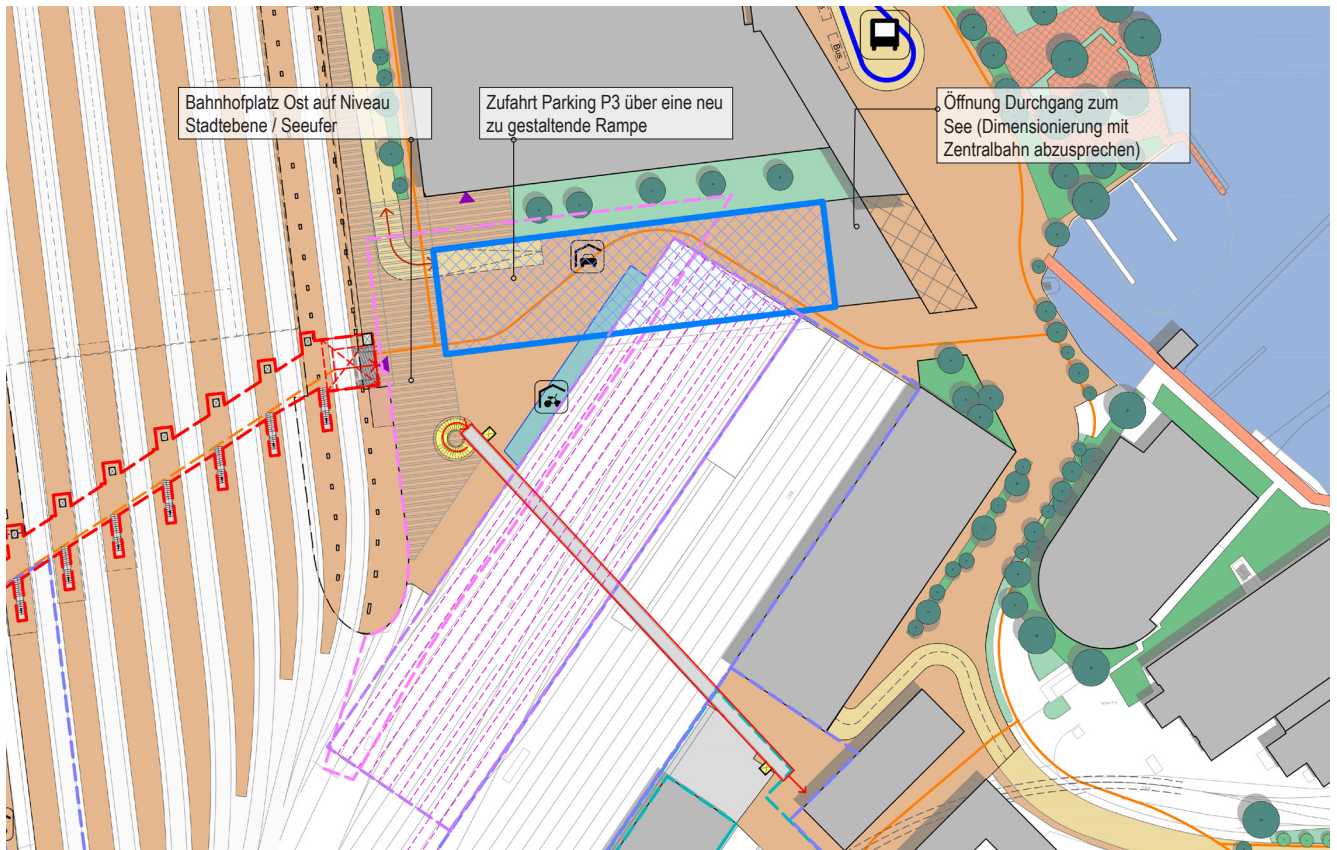 Bahnhofplatz Ost auf Niveau
Stadtebene / Seeufer
Zufahrt Parking P3 über eine neu
zu gestaltende Rampe
Öffnung Durchgang zum
See (Dimensionierung mit
Zentralbahn abzusprechen)
Bus